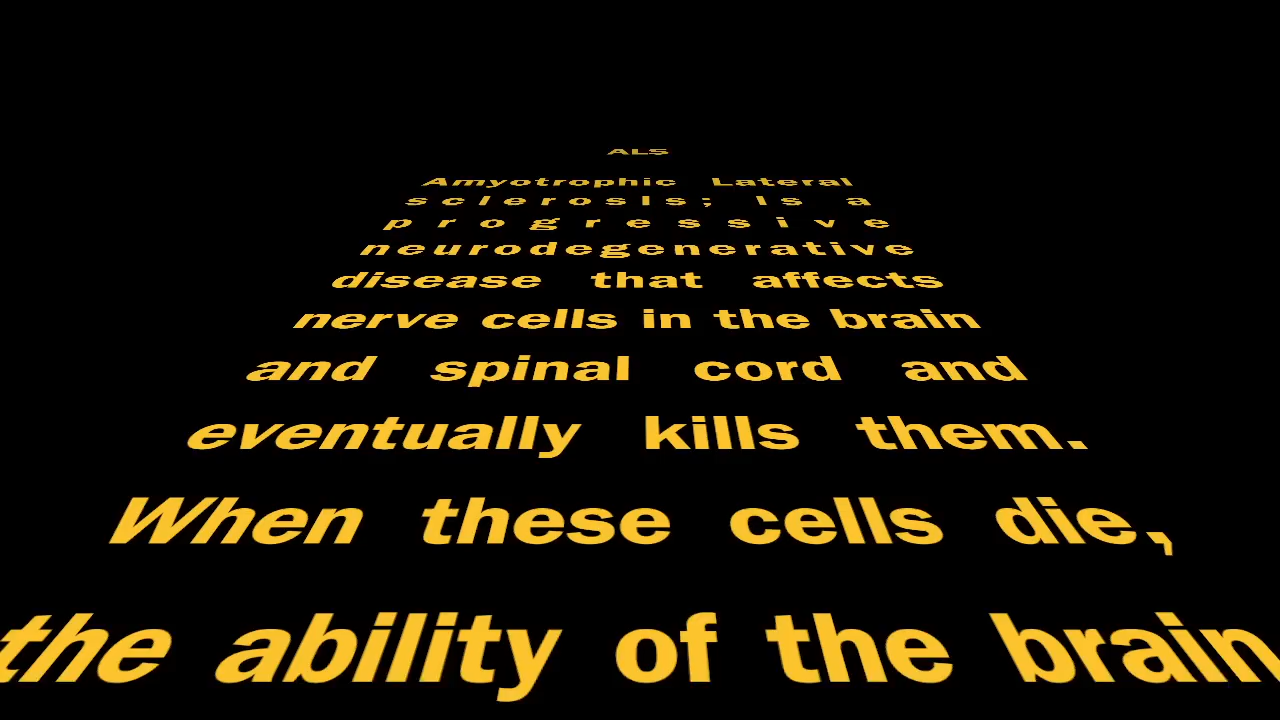 ALS
Amyotrophic Lateral
sclerosis; Is a
progressive
neurodegenerative
disease that affects
nerve cells in the brain
and spinal cord and
eventually kills them.
When these cells die,
the ability of the brain